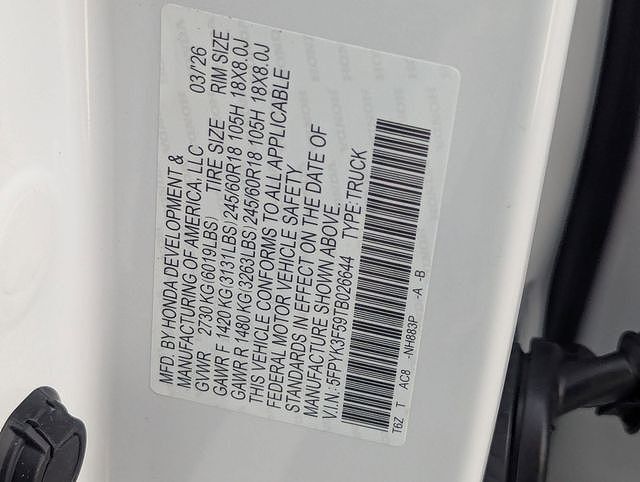 MFD. BY HONDA DEVELOPMENT &
MANUFACTURING OF AMERICA, LLC 03/'26
GVWR 2730 KG(6019LBS) TIRE SIZE RIM SIZE
GAWR F 1420 KG(3131LBS) 245/60R18 105H 18X8.0J
GAWR R 1480 KG(3263LBS) 245/60R18 105H 18X8.0J
THIS VEHICLE CONFORMS TO ALL APPLICABLE
FEDERAL MOTOR VEHICLE SAFETY
STANDARDS IN EFFECT ON THE DATE OF
MANUFACTURE SHOWN ABOVE.
V.I.N. 5FPYK3F59TB026644 TYPE:TRUCK
T6Z T AC8 -NH883P -A -B